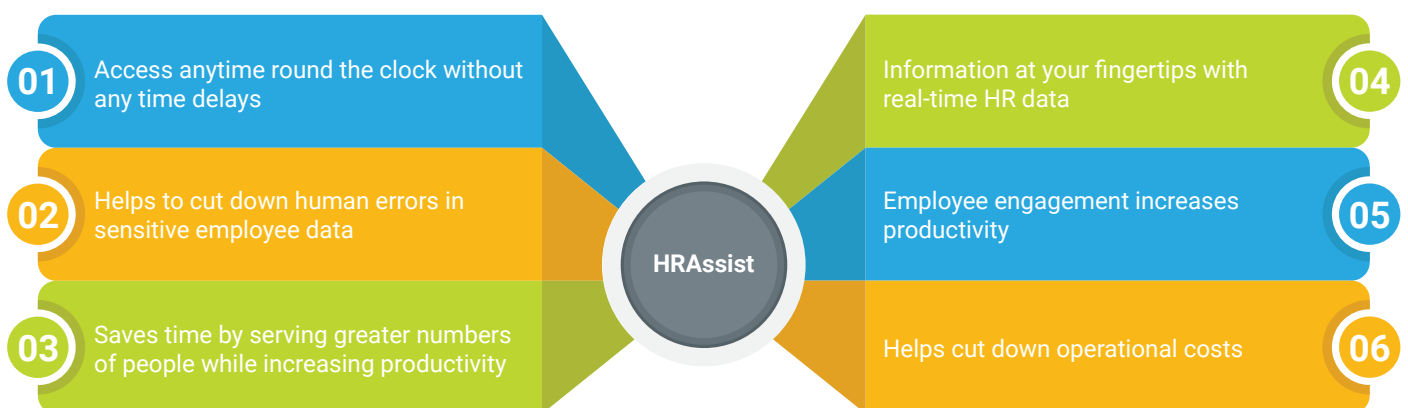 01
Access anytime round the clock without
any time delays
02
Helps to cut down human errors in
sensitive employee data
03
Saves time by serving greater numbers
of people while increasing productivity
HRAssist
04
Information at your fingertips with
real-time HR data
05
Employee engagement increases
productivity
06
Helps cut down operational costs